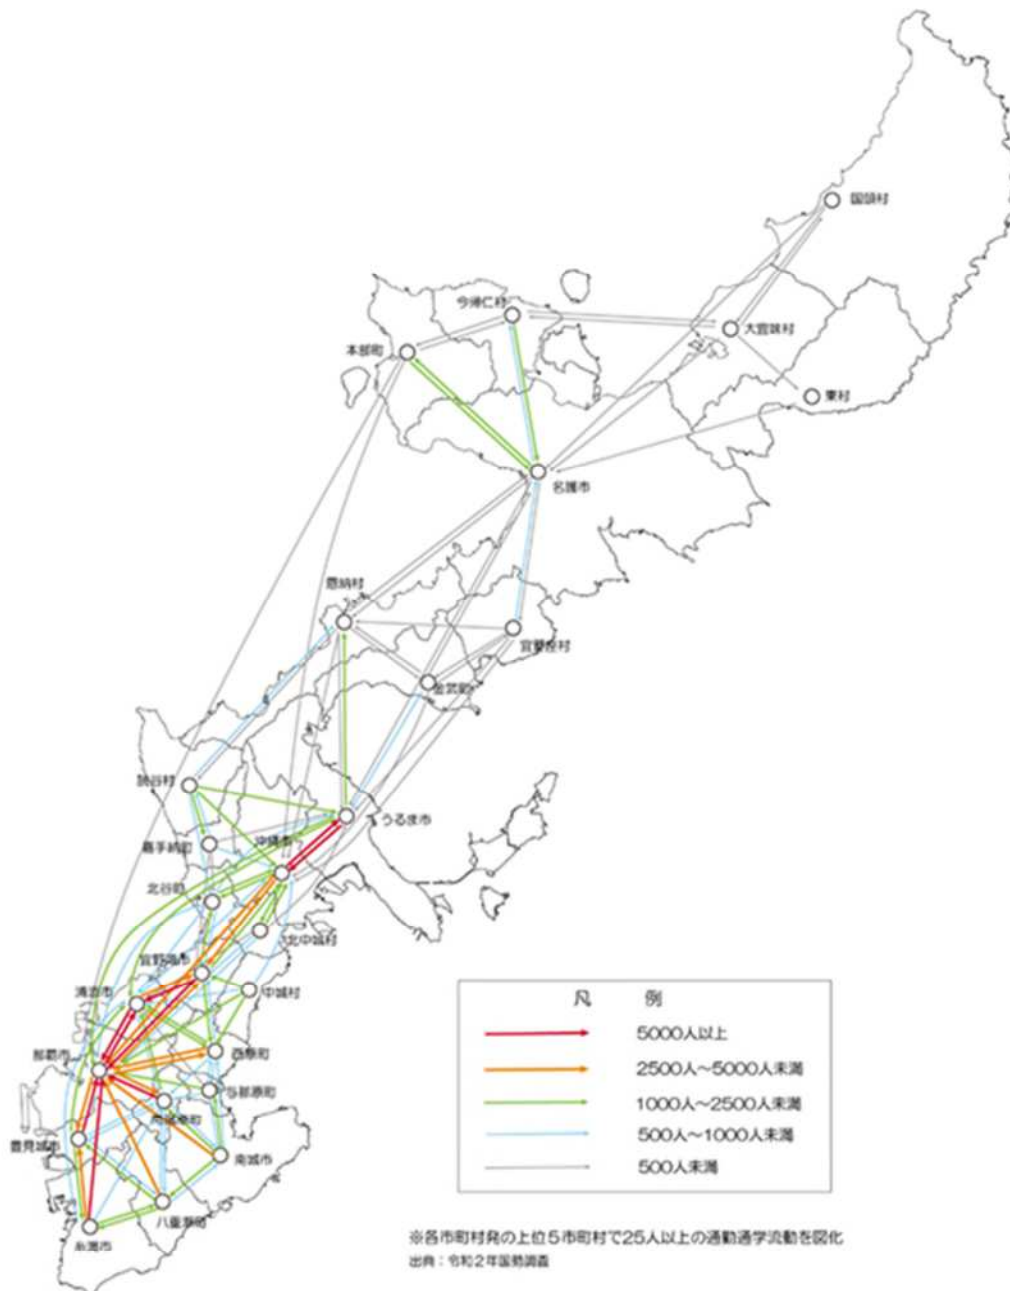 国頭村
今帰仁村
大宜味村
本部町
東村
名護市
恩納村
宜野座村
金武町
読谷村
うるま市
嘉手納町
沖縄市
北谷町
北中城村
宜野湾市
中城村
浦添市
那覇市
西原町
与那原町
南風原町
豊見城市
南城市
八重瀬町
糸満市
凡 例
5000人以上
2500人～5000人未満
1000人～2500人未満
500人～1000人未満
500人未満
※各市町村発の上位5市町村で25人以上の通勤通学流動を図化
出典：令和2年国勢調査